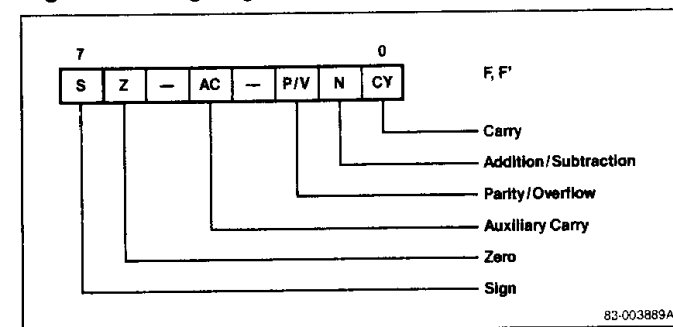 7 0
S Z – AC – P/V N CY
F, F'
Carry
Addition/Subtraction
Parity/Overflow
Auxiliary Carry
Zero
Sign
83-003889A